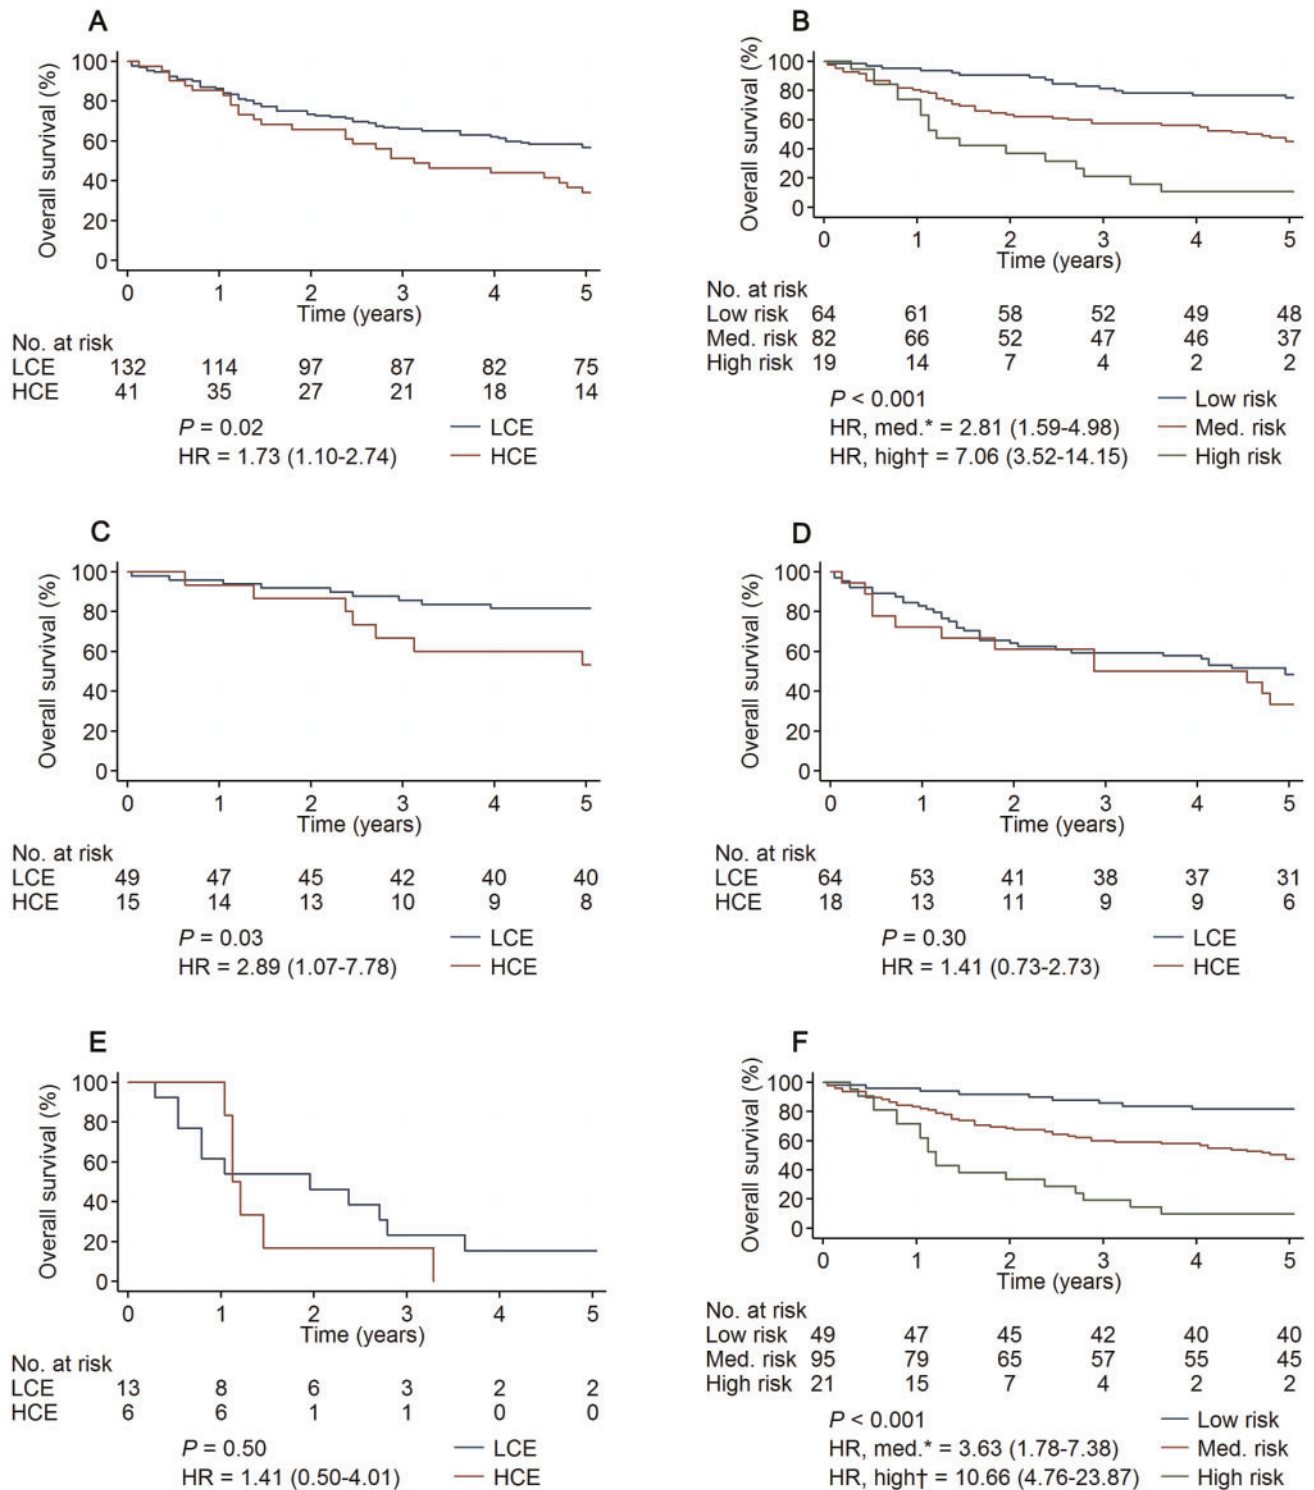 A
Overall survival (%)
100
80
60
40
20
0
0 1 2 3 4 5
Time (years)
No. at risk
LCE 132 114 97 87 82 75
HCE 41 35 27 21 18 14
P = 0.02
HR = 1.73 (1.10-2.74)
LCE
HCE
B
Overall survival (%)
100
80
60
40
20
0
0 1 2 3 4 5
Time (years)
No. at risk
Low risk 64 61 58 52 49 48
Med. risk 82 66 52 47 46 37
High risk 19 14 7 4 2 2
P < 0.001
HR, med.* = 2.81 (1.59-4.98)
HR, high† = 7.06 (3.52-14.15)
Low risk
Med. risk
High risk
C
Overall survival (%)
100
80
60
40
20
0
0 1 2 3 4 5
Time (years)
No. at risk
LCE 49 47 45 42 40 40
HCE 15 14 13 10 9 8
P = 0.03
HR = 2.89 (1.07-7.78)
LCE
HCE
D
Overall survival (%)
100
80
60
40
20
0
0 1 2 3 4 5
Time (years)
No. at risk
LCE 64 53 41 38 37 31
HCE 18 13 11 9 9 6
P = 0.30
HR = 1.41 (0.73-2.73)
LCE
HCE
E
Overall survival (%)
100
80
60
40
20
0
0 1 2 3 4 5
Time (years)
No. at risk
LCE 13 8 6 3 2 2
HCE 6 6 1 1 0 0
P = 0.50
HR = 1.41 (0.50-4.01)
LCE
HCE
F
Overall survival (%)
100
80
60
40
20
0
0 1 2 3 4 5
Time (years)
No. at risk
Low risk 49 47 45 42 40 40
Med. risk 95 79 65 57 55 45
High risk 21 15 7 4 2 2
P < 0.001
HR, med.* = 3.63 (1.78-7.38)
HR, high† = 10.66 (4.76-23.87)
Low risk
Med. risk
High risk